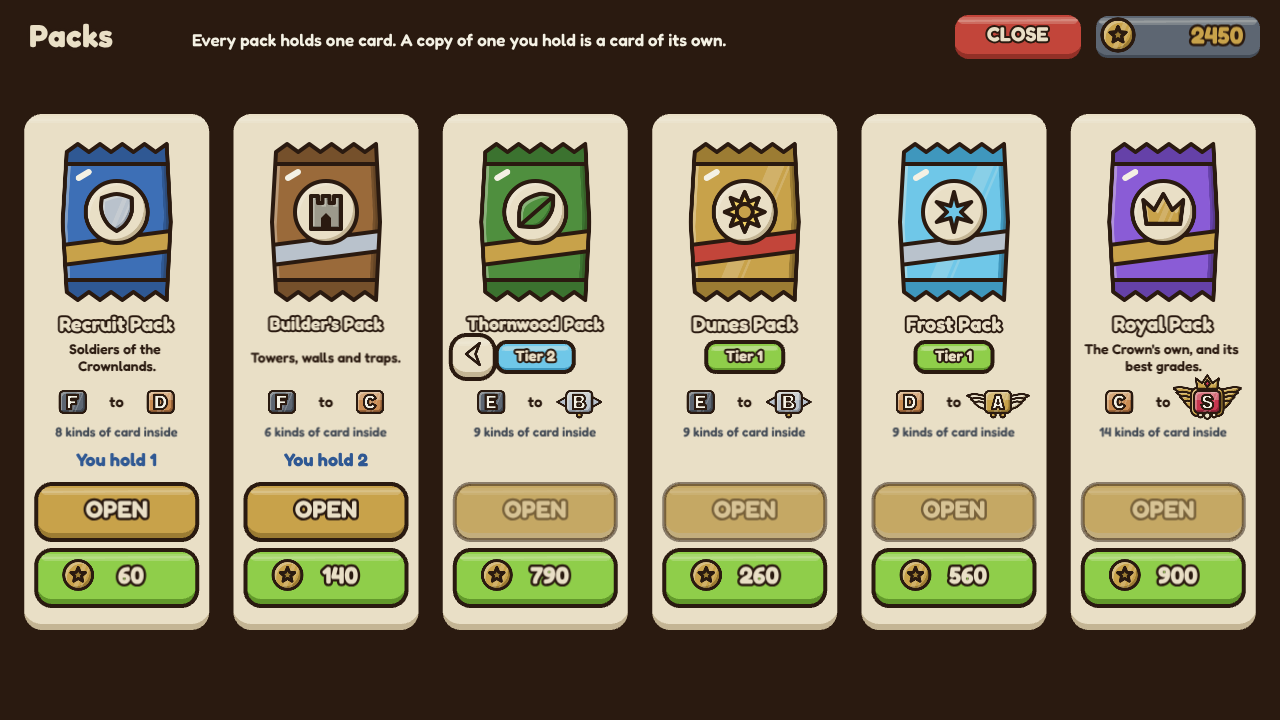 Packs
Every pack holds one card. A copy of one you hold is a card of its own.
CLOSE
2450
Recruit Pack
Soldiers of the
Crownlands.
F to D
8 kinds of card inside
You hold 1
OPEN
60
Builder's Pack
Towers, walls and traps.
F to C
6 kinds of card inside
You hold 2
OPEN
140
Thornwood Pack
Tier 2
E to B
9 kinds of card inside
OPEN
790
Dunes Pack
Tier 1
E to B
9 kinds of card inside
OPEN
260
Frost Pack
Tier 1
D to A
9 kinds of card inside
OPEN
560
Royal Pack
The Crown's own, and its
best grades.
C to S
14 kinds of card inside
OPEN
900